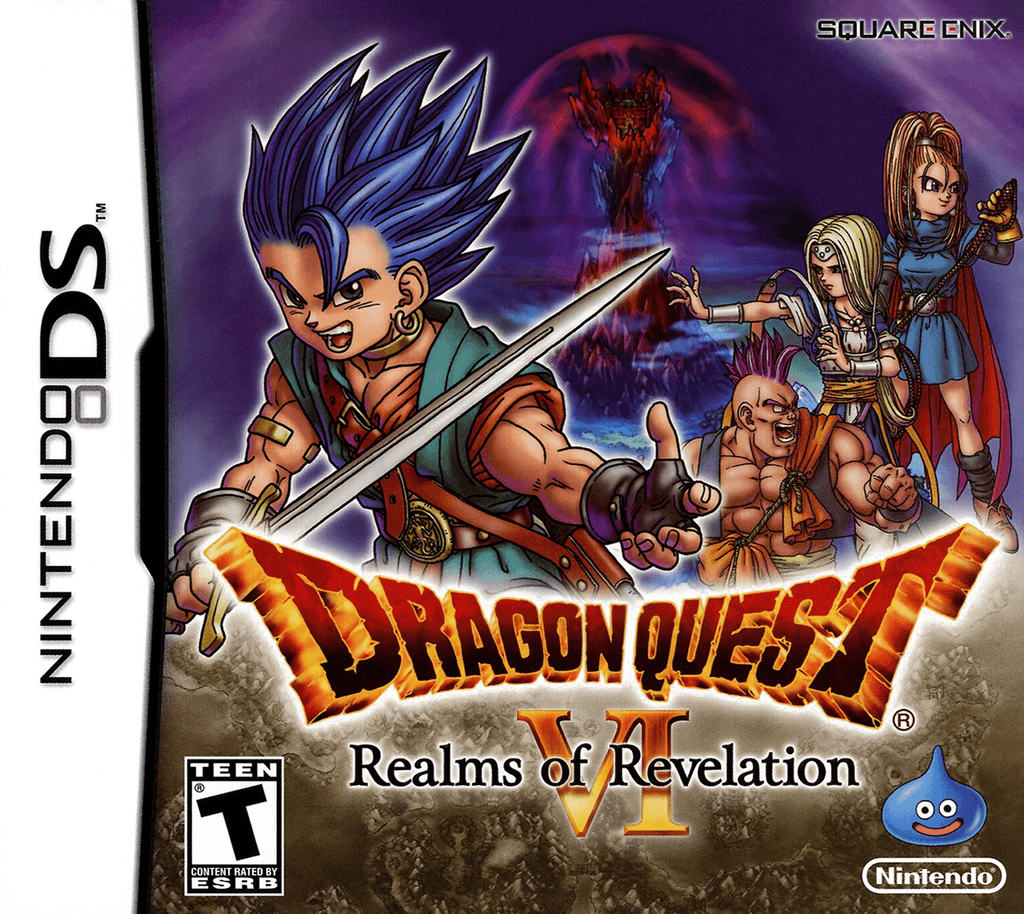 SQUARE ENIX®
NINTENDO DS™
DRAGON QUEST®
VI
Realms of Revelation
TEEN
®
T
CONTENT RATED BY
ESRB
Nintendo®